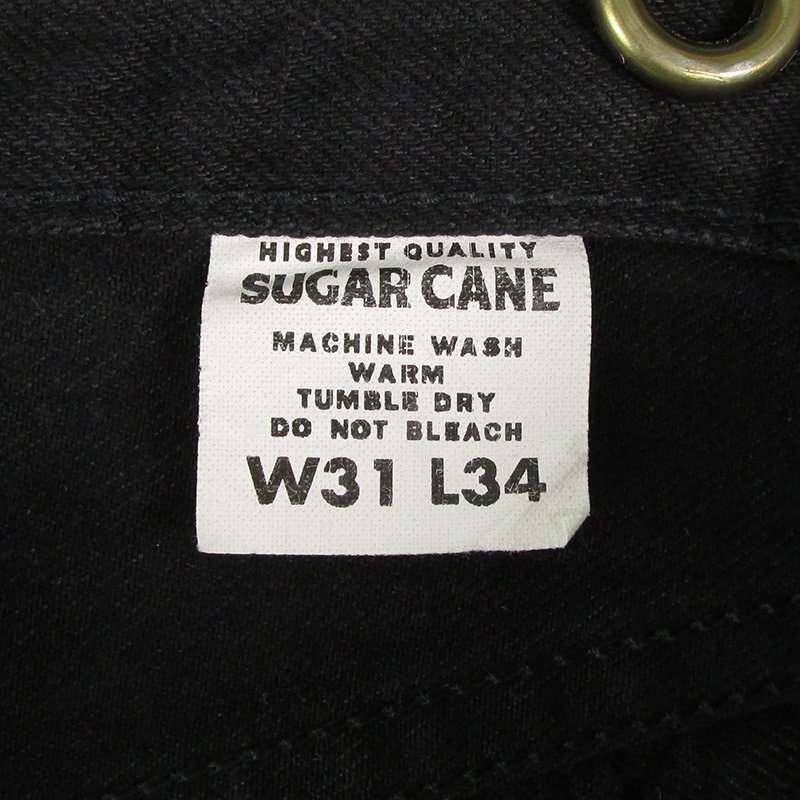 HIGHEST QUALITY
SUGAR CANE
MACHINE WASH
WARM
TUMBLE DRY
DO NOT BLEACH
W31 L34